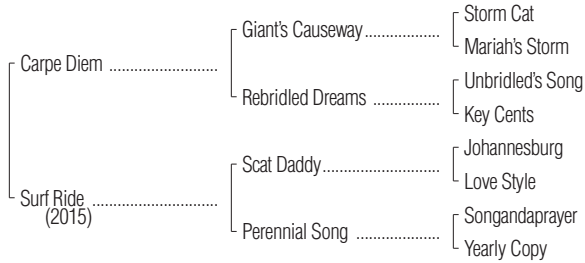 Storm Cat
Giant's Causeway
Mariah's Storm
Carpe Diem
Unbridled's Song
Rebridled Dreams
Key Cents
Johannesburg
Scat Daddy
Love Style
Surf Ride
(2015)
Songandaprayer
Perennial Song
Yearly Copy